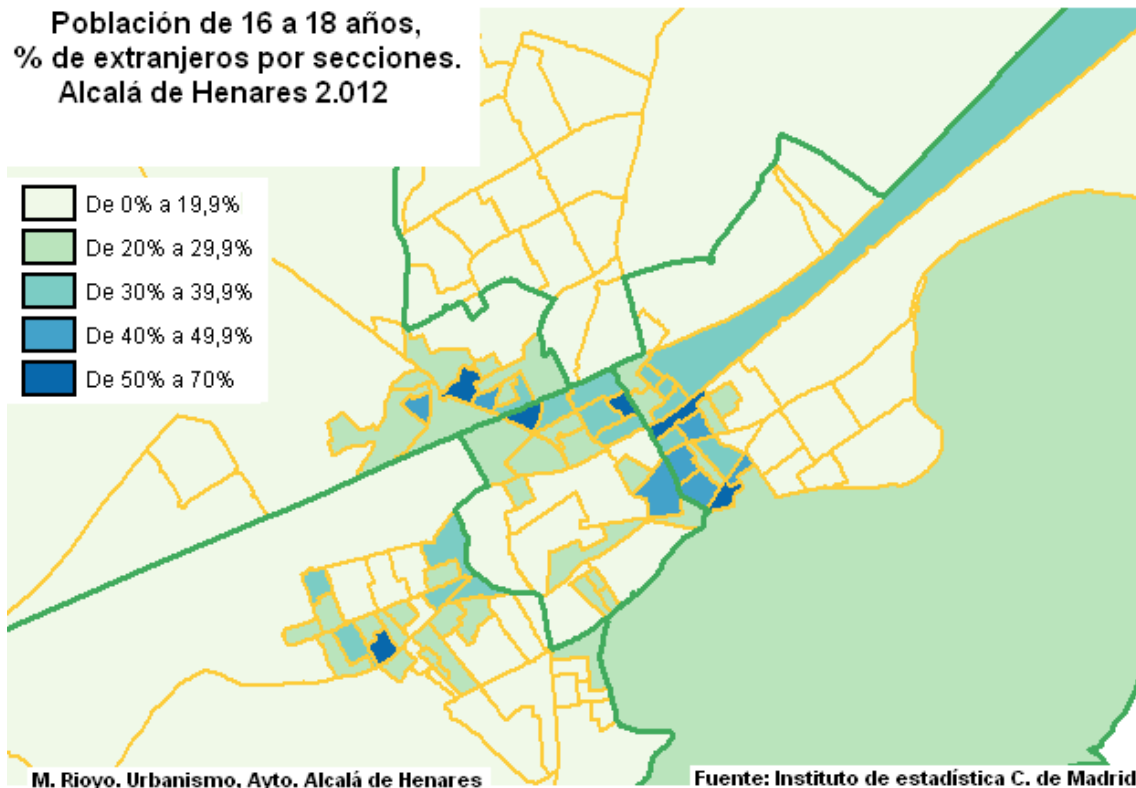 Población de 16 a 18 años,
% de extranjeros por secciones.
Alcalá de Henares 2.012
De 0% a 19,9%
De 20% a 29,9%
De 30% a 39,9%
De 40% a 49,9%
De 50% a 70%
M. Rioyo. Urbanismo. Ayto. Alcalá de Henares
Fuente: Instituto de estadística C. de Madrid